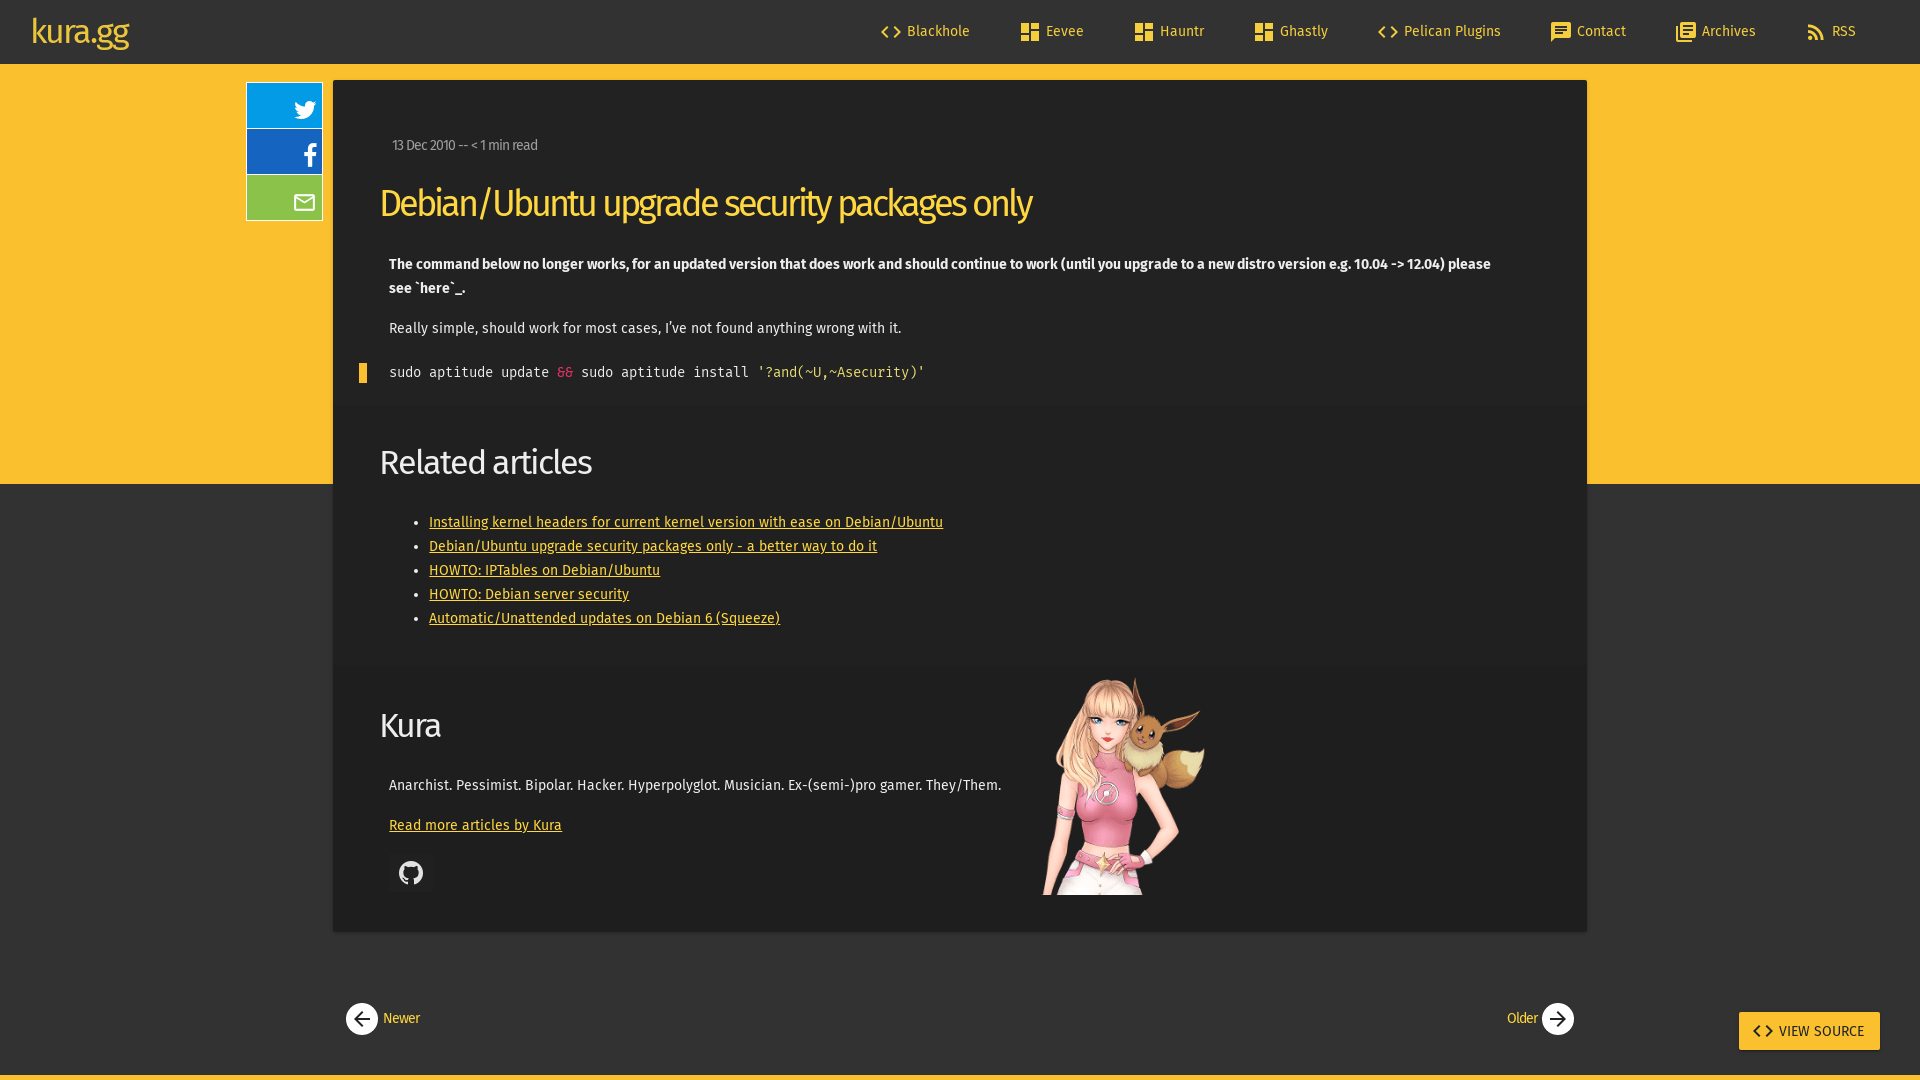 kura.gg
Blackhole
Eevee
Hauntr
Ghastly
Pelican Plugins
Contact
Archives
RSS
13 Dec 2010 -- < 1 min read
Debian/Ubuntu upgrade security packages only
The command below no longer works, for an updated version that does work and should continue to work (until you upgrade to a new distro version e.g. 10.04 -> 12.04) please
see `here`_.
Really simple, should work for most cases, I’ve not found anything wrong with it.
sudo aptitude update && sudo aptitude install '?and(~U,~Asecurity)'
Related articles
Installing kernel headers for current kernel version with ease on Debian/Ubuntu
Debian/Ubuntu upgrade security packages only - a better way to do it
HOWTO: IPTables on Debian/Ubuntu
HOWTO: Debian server security
Automatic/Unattended updates on Debian 6 (Squeeze)
Kura
Anarchist. Pessimist. Bipolar. Hacker. Hyperpolyglot. Musician. Ex-(semi-)pro gamer. They/Them.
Read more articles by Kura
Newer
Older
VIEW SOURCE